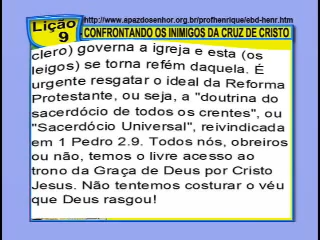 Lição
9
http://www.apazdosenhor.org.br/profhenrique/ebd-henr.htm
CONFRONTANDO OS INIMIGOS DA CRUZ DE CRISTO
clero) governa a igreja e esta (os
leigos) se torna refém daquela. É
urgente resgatar o ideal da Reforma
Protestante, ou seja, a "doutrina do
sacerdócio de todos os crentes", ou
"Sacerdócio Universal", reivindicada
em 1 Pedro 2.9. Todos nós, obreiros
ou não, temos o livre acesso ao
trono da Graça de Deus por Cristo
Jesus. Não tentemos costurar o véu
que Deus rasgou!